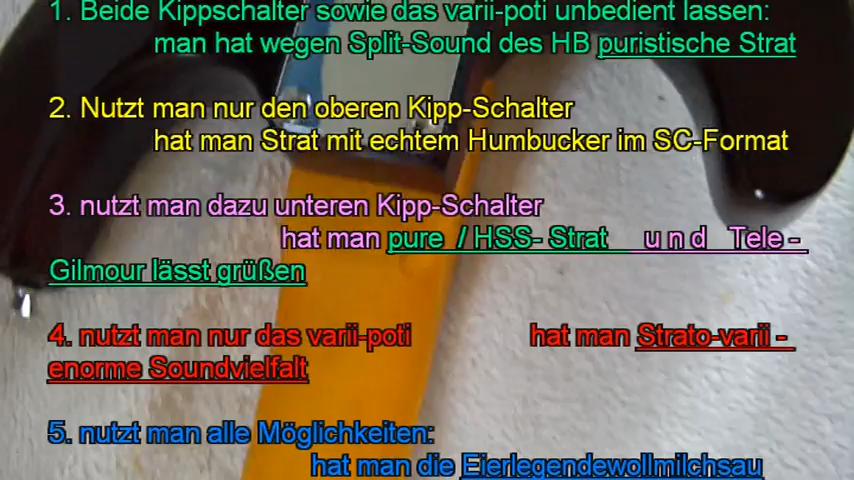 1. Beide Kippschalter sowie das varii-poti unbedient lassen:
man hat wegen Split-Sound des HB puristische Strat
2. Nutzt man nur den oberen Kipp-Schalter
hat man Strat mit echtem Humbucker im SC-Format
3. nutzt man dazu unteren Kipp-Schalter
hat man pure / HSS- Strat u n d Tele -
Gilmour lässt grüßen
4. nutzt man nur das varii-poti hat man Strato-varii -
enorme Soundvielfalt
5. nutzt man alle Möglichkeiten:
hat man die Eierlegendewollmilchsau